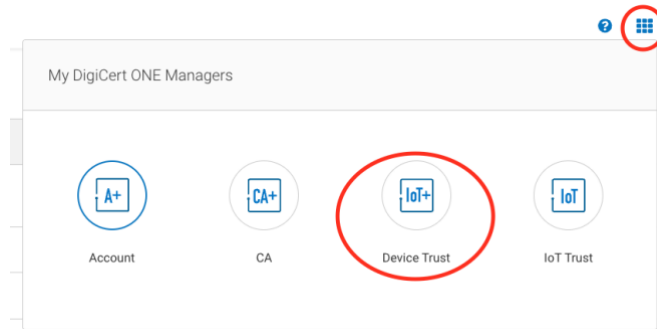 ?
My DigiCert ONE Managers
A+
CA+
IoT+
IoT
Account
CA
Device Trust
IoT Trust